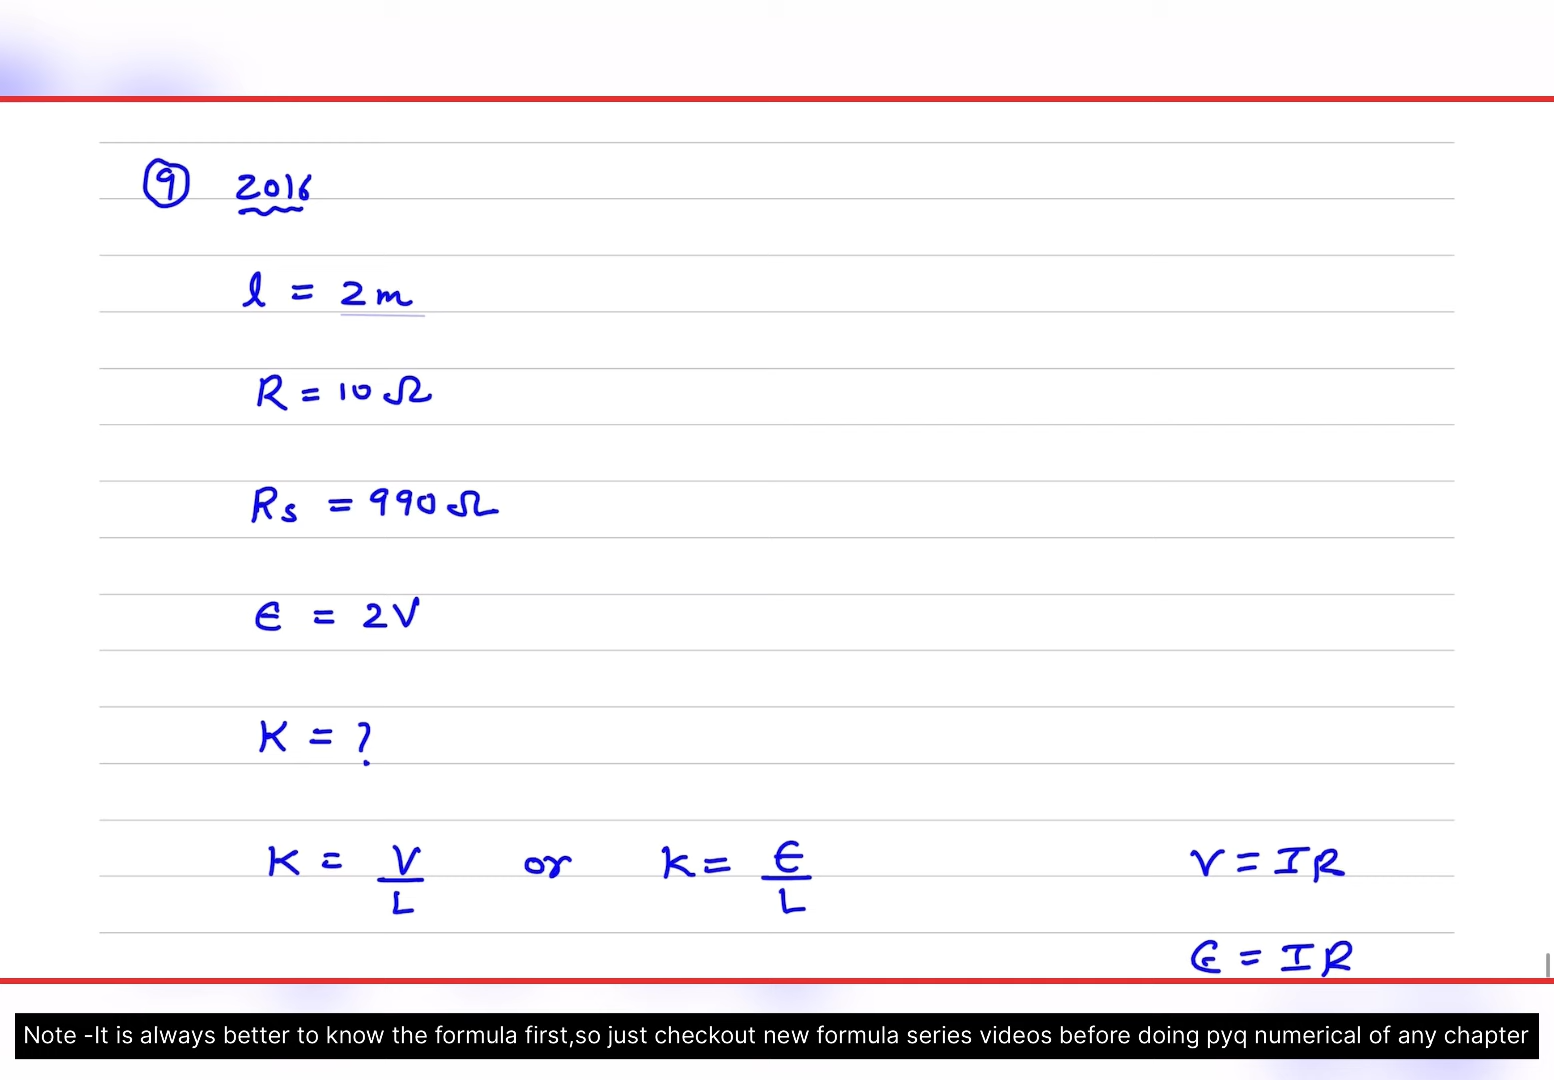 9 2016
l = 2m
R = 10 Ω
Rs = 990 Ω
E = 2V
K = ?
K = V/L or K = E/L V = IR
E = IR
Note -It is always better to know the formula first,so just checkout new formula series videos before doing pyq numerical of any chapter